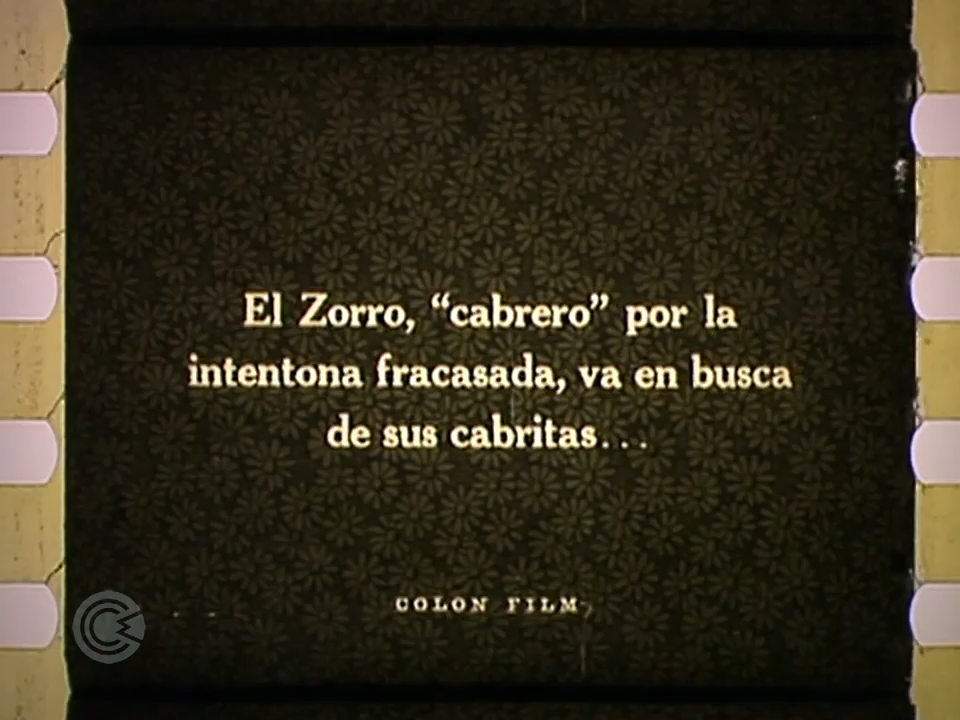 El Zorro, “cabrero” por la
intentona fracasada, va en busca
de sus cabritas...
COLON FILM